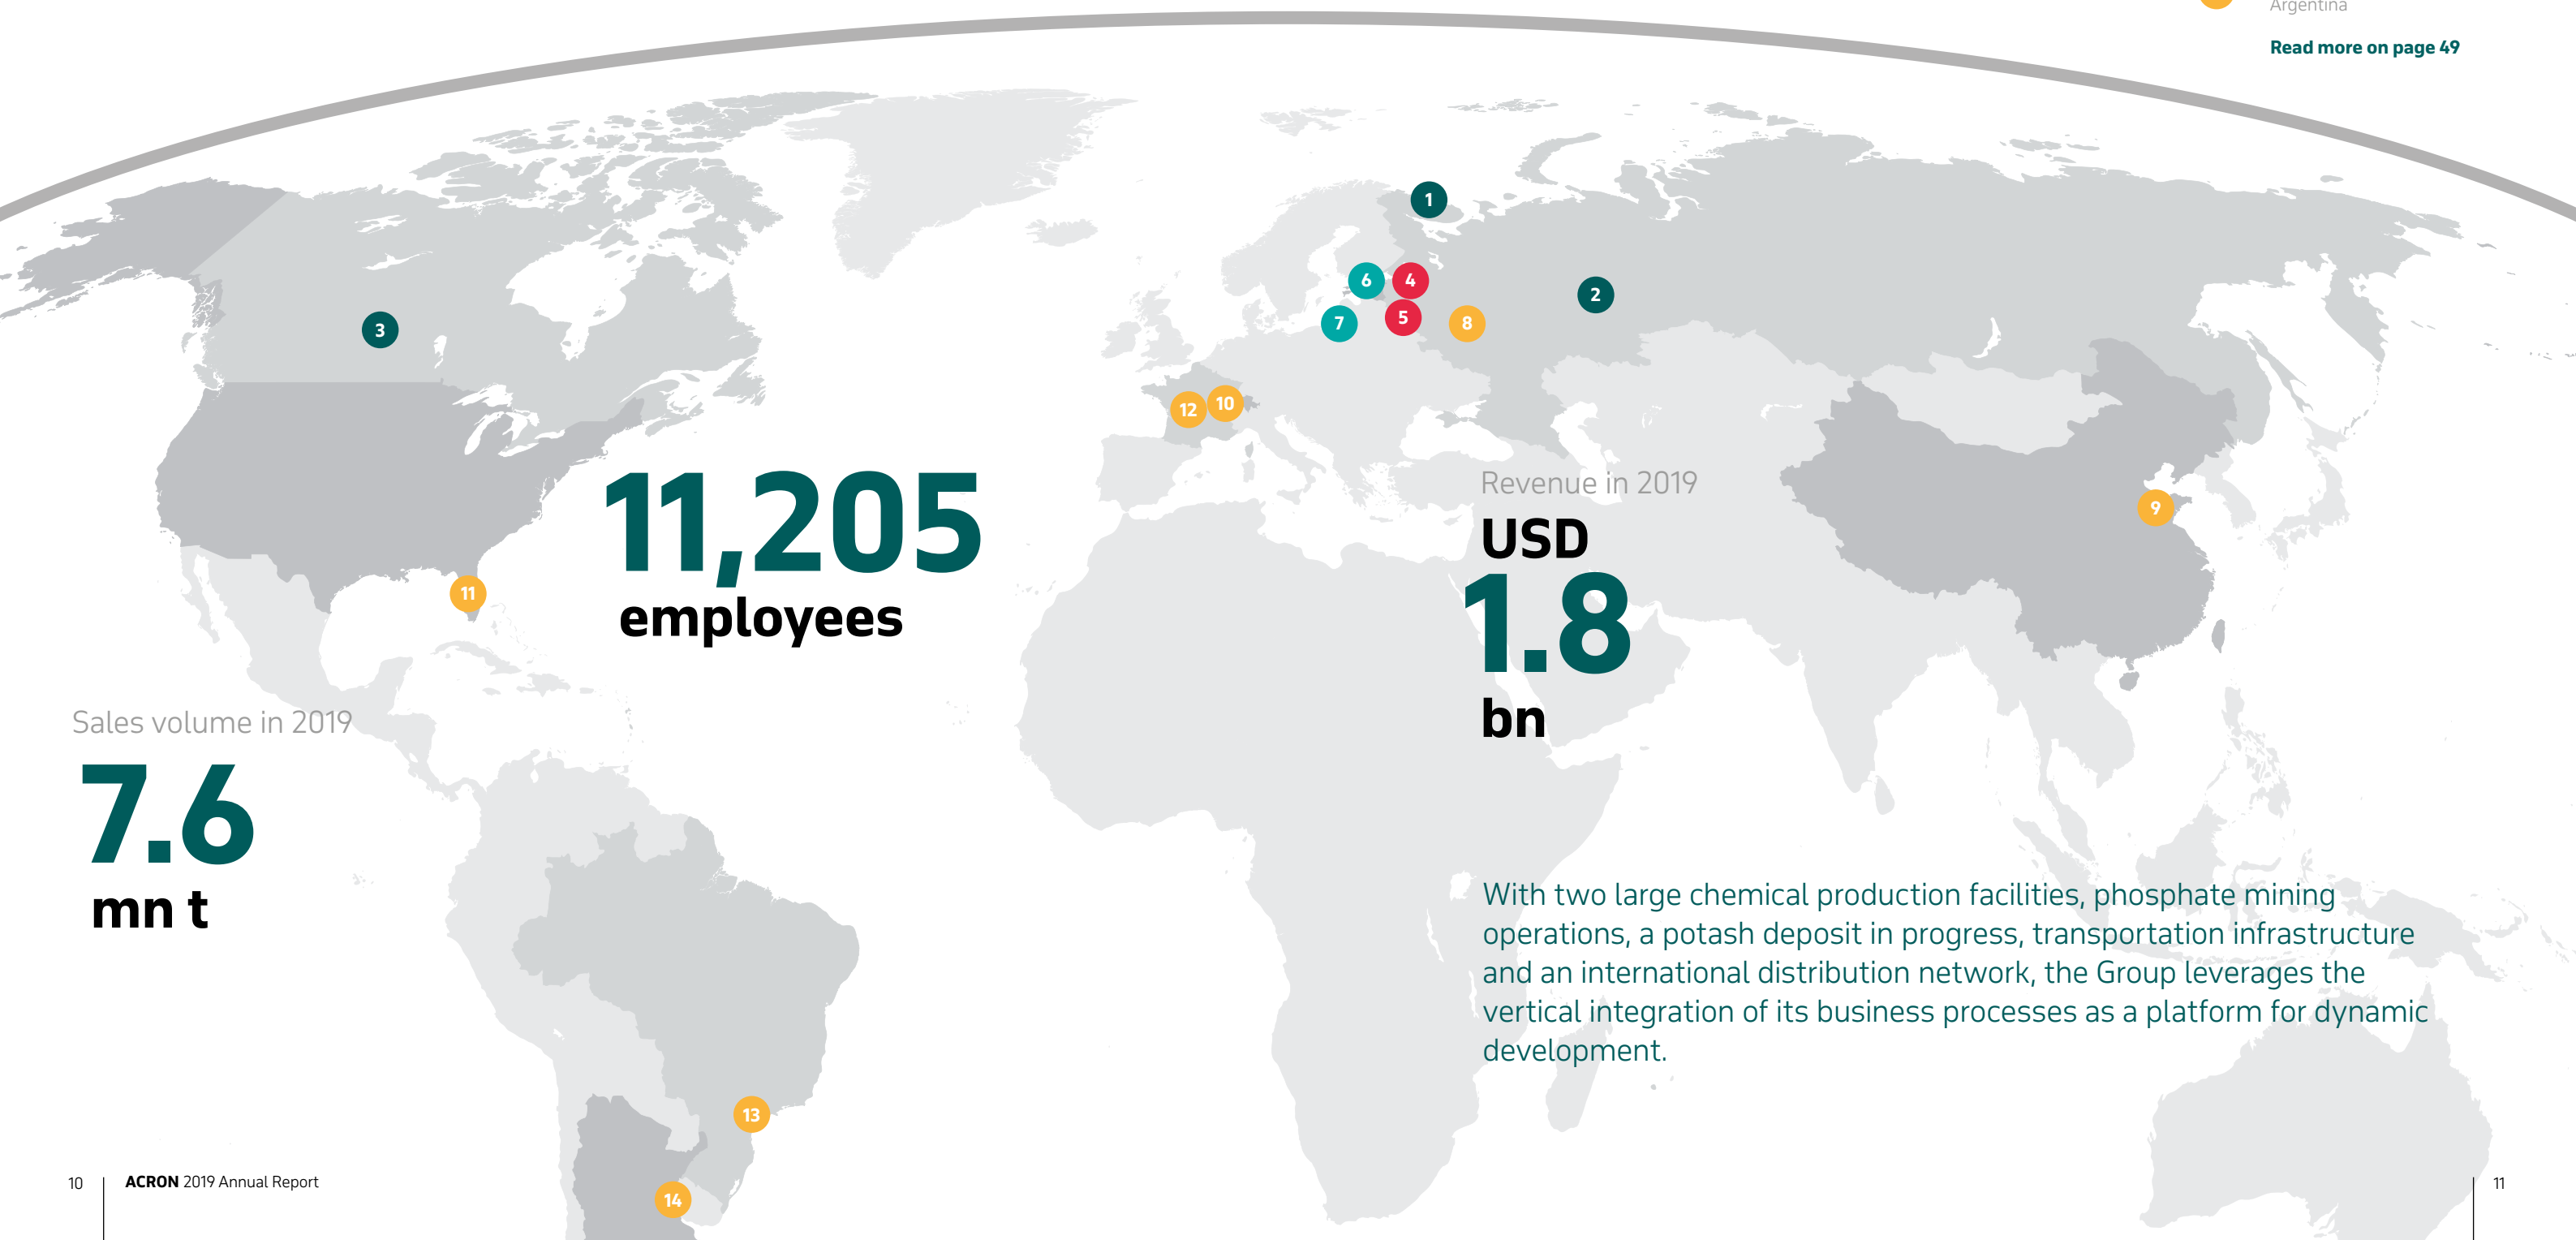 Argentina
Read more on page 49
1
6
4
2
3
7
5
8
12
10
11,205
employees
Revenue in 2019
USD
1.8
bn
9
11
Sales volume in 2019
7.6
mn t
With two large chemical production facilities, phosphate mining
operations, a potash deposit in progress, transportation infrastructure
and an international distribution network, the Group leverages the
vertical integration of its business processes as a platform for dynamic
development.
13
14
10
ACRON 2019 Annual Report
11